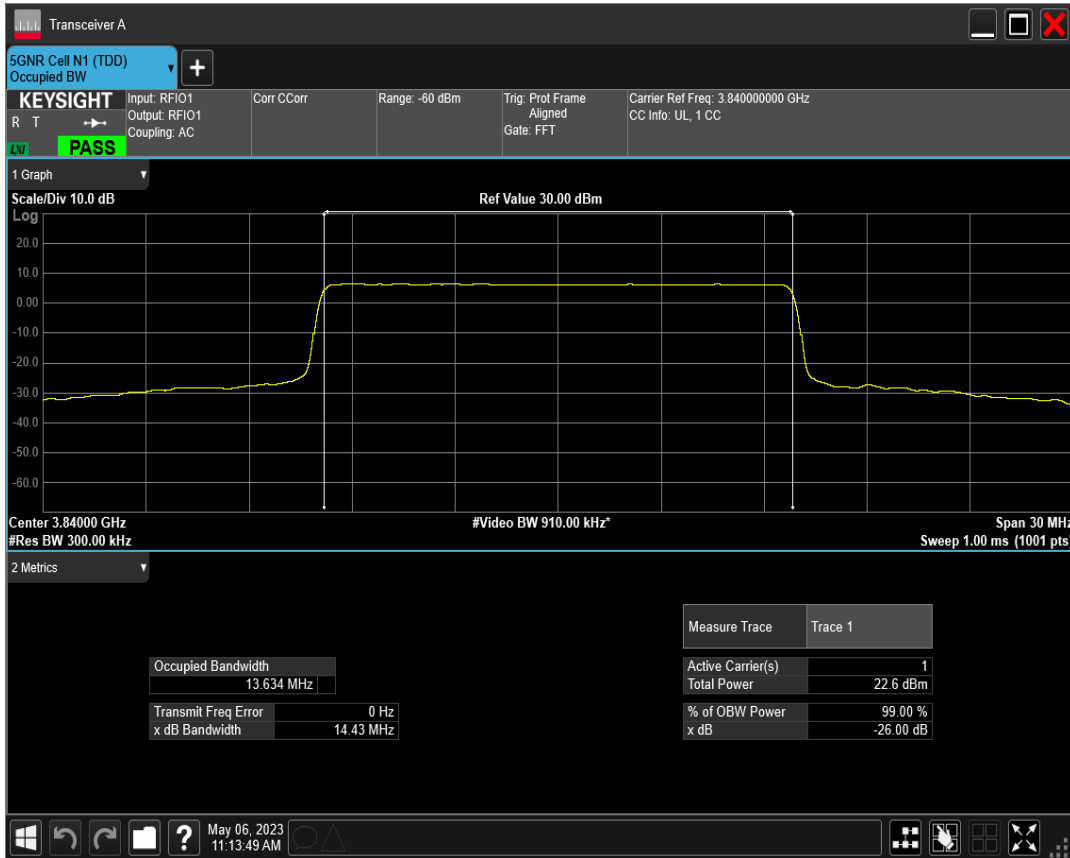 Transceiver A
5GNR Cell N1 (TDD)
Occupied BW
KEYSIGHT
R T
LXI
PASS
Input: RFIO1
Output: RFIO1
Coupling: AC
Corr CCorr
Range: -60 dBm
Trig: Prot Frame
Aligned
Gate: FFT
Carrier Ref Freq: 3.840000000 GHz
CC Info: UL, 1 CC
1 Graph
Scale/Div 10.0 dB
Ref Value 30.00 dBm
Log
20.0
10.0
0.00
-10.0
-20.0
-30.0
-40.0
-50.0
-60.0
Center 3.84000 GHz
#Video BW 910.00 kHz*
Span 30 MHz
#Res BW 300.00 kHz
Sweep 1.00 ms (1001 pts)
2 Metrics
Measure Trace Trace 1
Occupied Bandwidth
13.634 MHz
Active Carrier(s) 1
Total Power 22.6 dBm
Transmit Freq Error 0 Hz
x dB Bandwidth 14.43 MHz
% of OBW Power 99.00 %
x dB -26.00 dB
?
May 06, 2023
11:13:49 AM